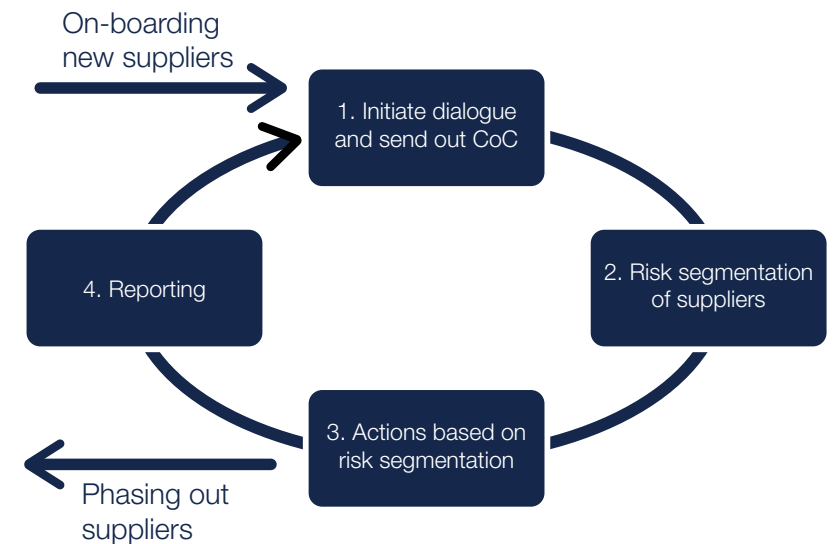 On-boarding
new suppliers
1. Initiate dialogue
and send out CoC
2. Risk segmentation
of suppliers
3. Actions based on
risk segmentation
4. Reporting
Phasing out
suppliers